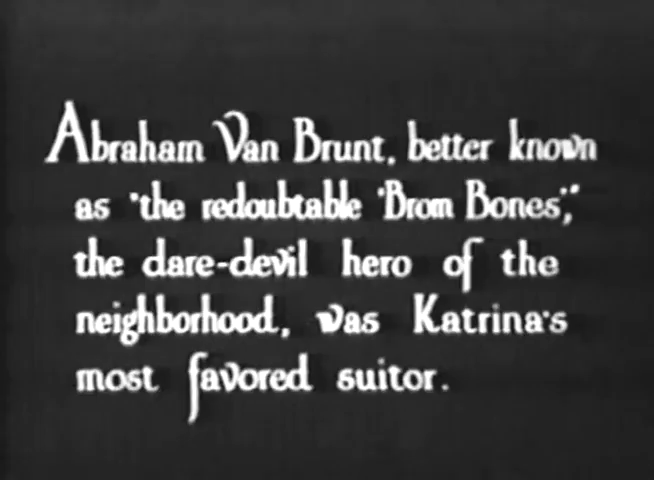 Abraham Van Brunt, better known
as "the redoubtable 'Brom Bones',"
the dare-devil hero of the
neighborhood, was Katrina's
most favored suitor.